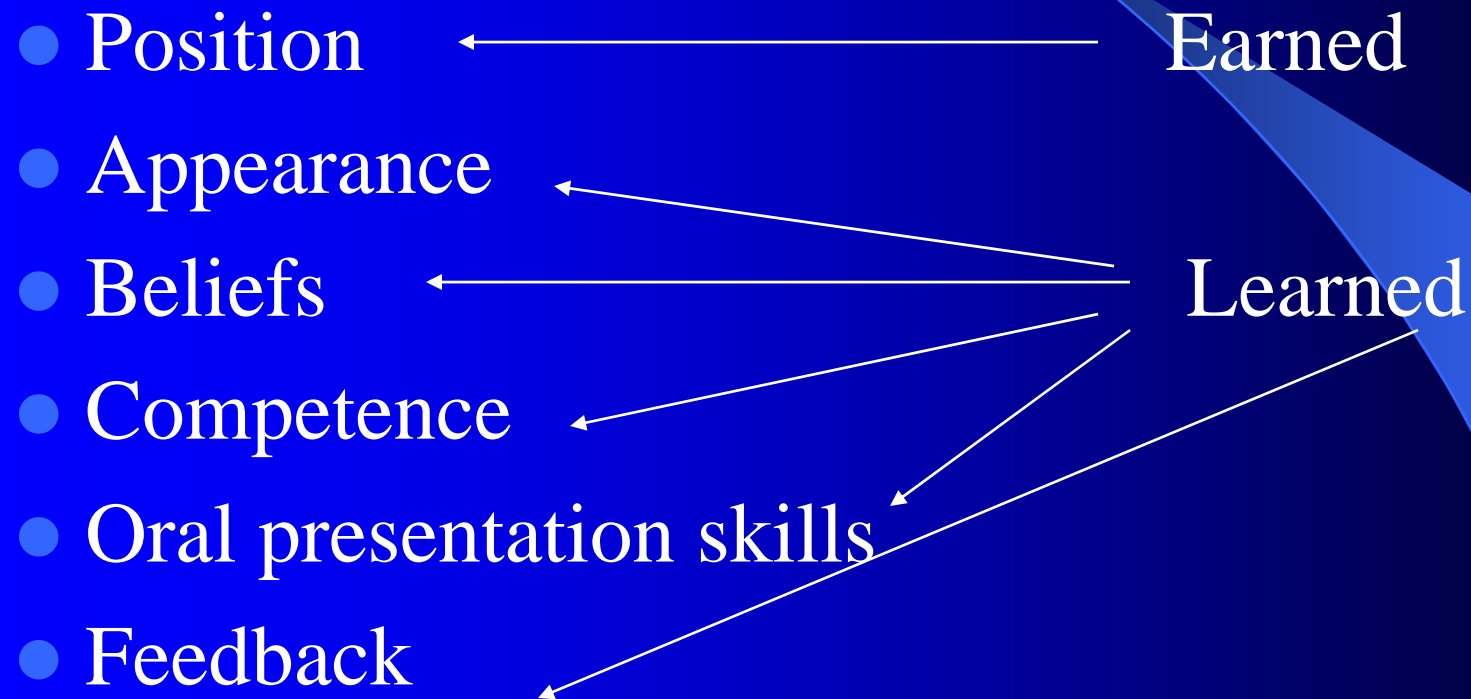 Position Earned
Appearance
Beliefs Learned
Competence
Oral presentation skills
Feedback